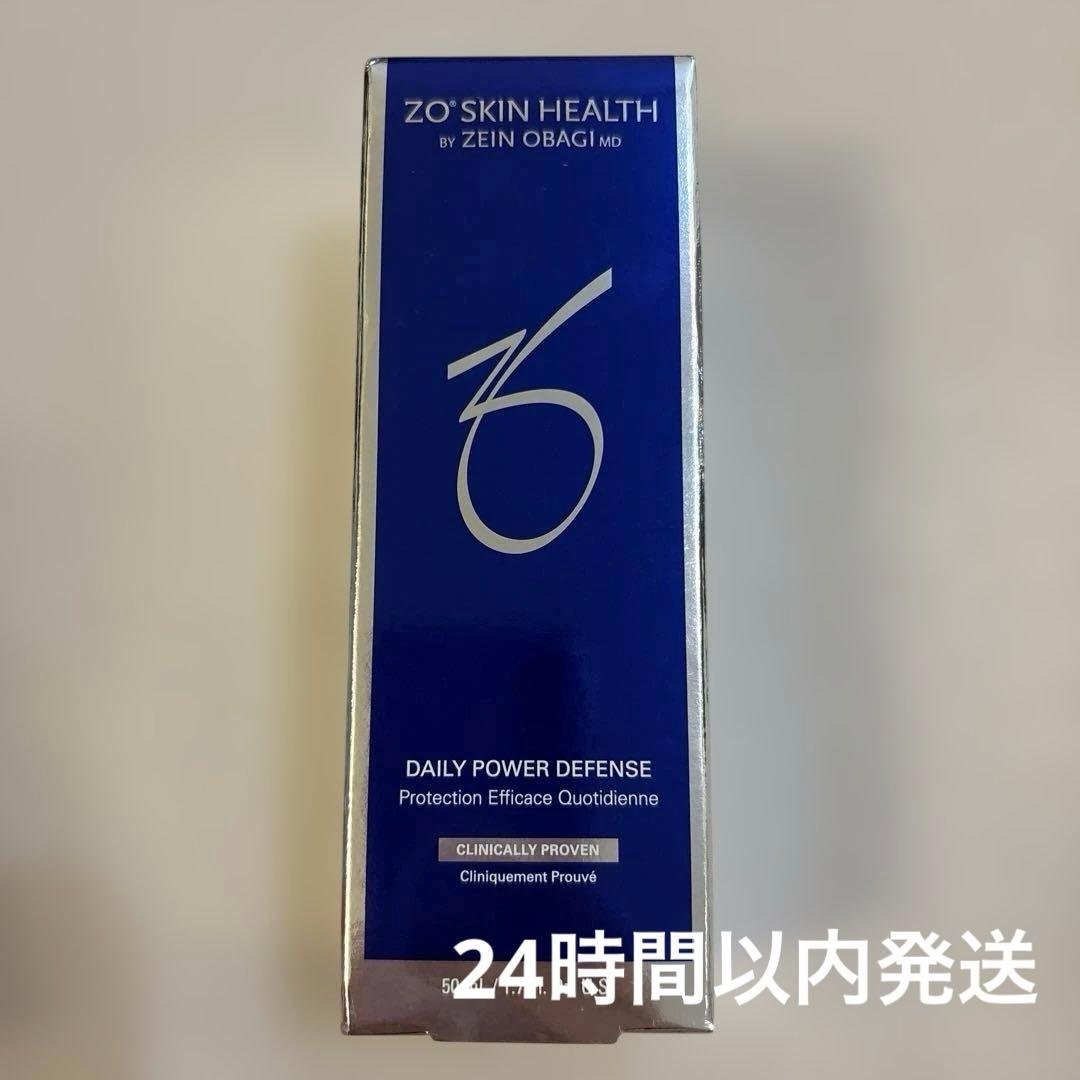 ZO® SKIN HEALTH
BY ZEIN OBAGI MD
DAILY POWER DEFENSE
Protection Efficace Quotidienne
CLINICALLY PROVEN
Cliniquement Prouvé
24時間以内発送